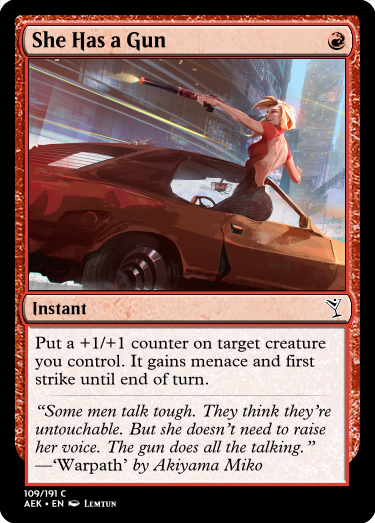 She Has a Gun
Instant
Put a +1/+1 counter on target creature
you control. It gains menace and first
strike until end of turn.
“Some men talk tough. They think they’re
untouchable. But she doesn’t need to raise
her voice. The gun does all the talking.”
—‘Warpath’ by Akiyama Miko
109/191 C
AEK • EN Lemtun